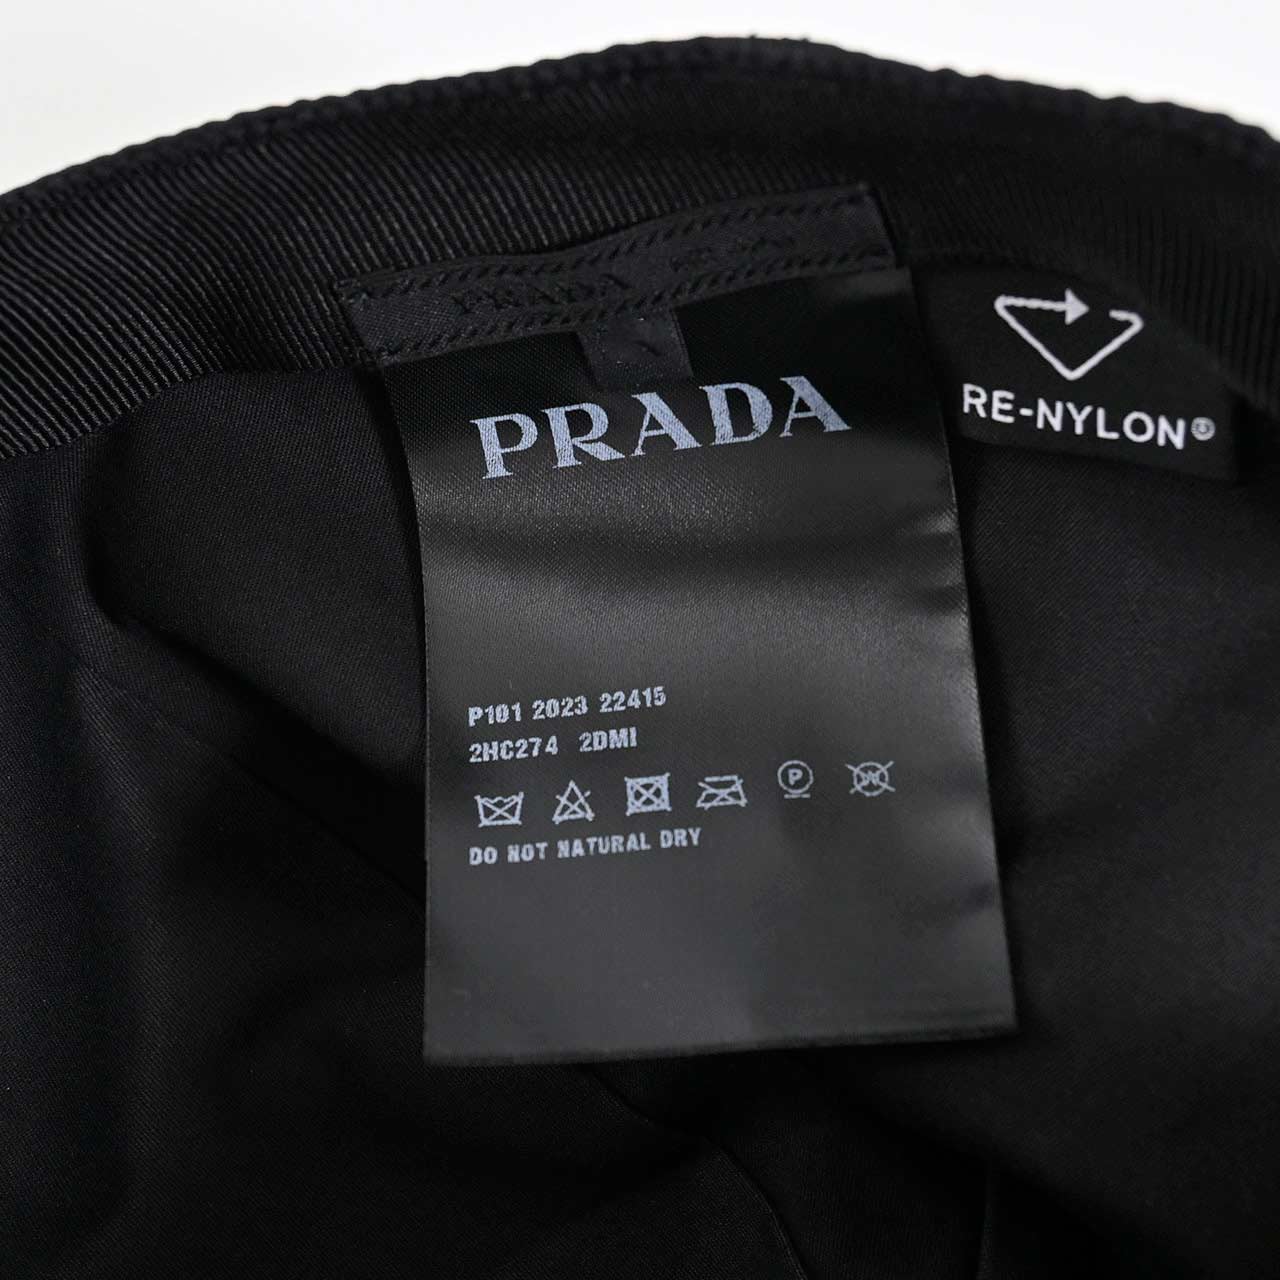 PRADA
PRADA
RE-NYLON®
P101 2023 22415
2HC274 2DMI
P
W
DO NOT NATURAL DRY